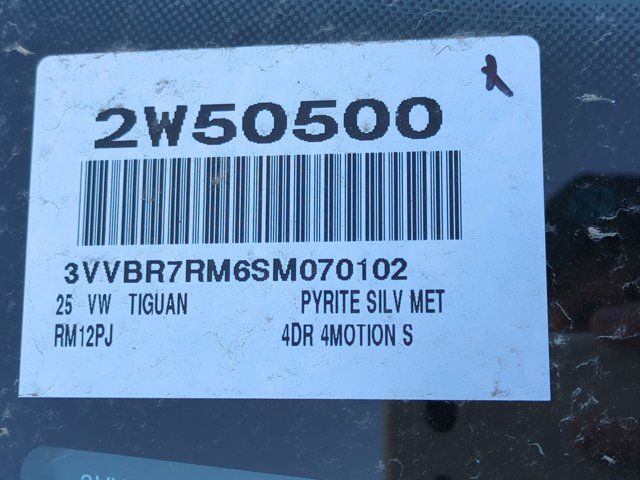 2W50500
3VVBR7RM6SM070102
25 VW TIGUAN PYRITE SILV MET
RM12PJ 4DR 4MOTION S